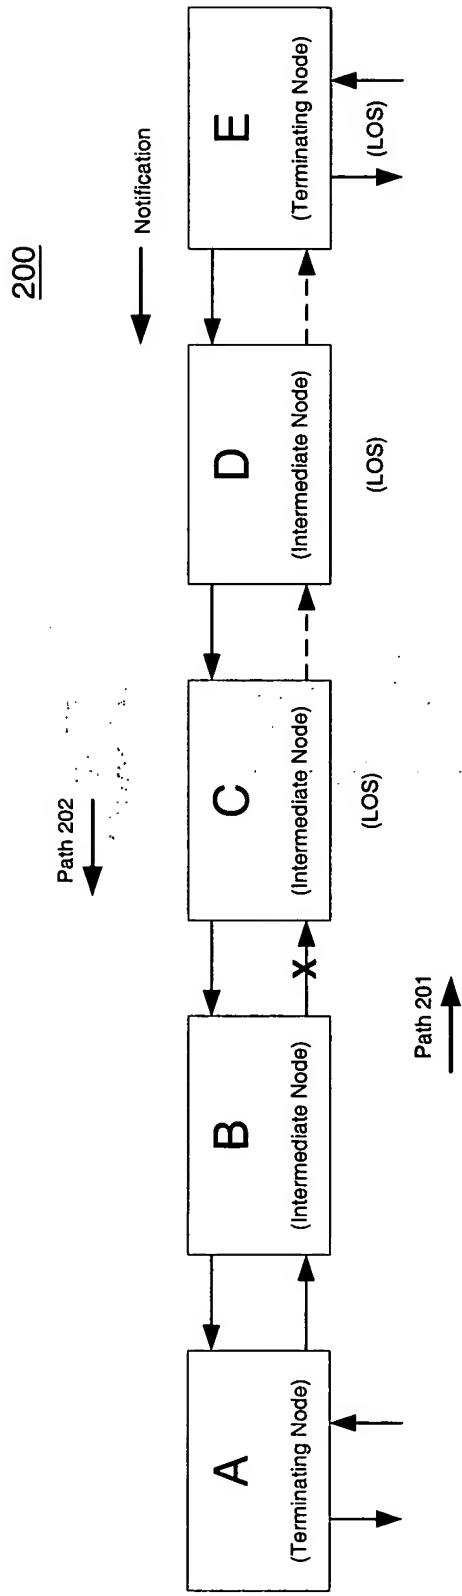 200
Notification
Path 202
A
(Terminating Node)
B
(Intermediate Node)
X
C
(Intermediate Node)
(LOS)
D
(Intermediate Node)
(LOS)
E
(Terminating Node)
(LOS)
Path 201